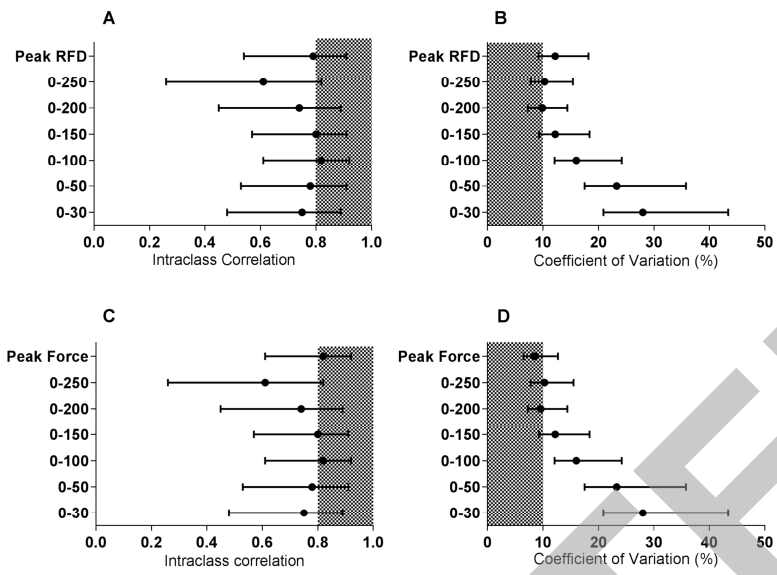 A
Peak RFD
0-250
0-200
0-150
0-100
0-50
0-30
0.0 0.2 0.4 0.6 0.8 1.0
Intraclass Correlation
B
Peak RFD
0-250
0-200
0-150
0-100
0-50
0-30
0 10 20 30 40 50
Coefficient of Variation (%)
C
Peak Force
0-250
0-200
0-150
0-100
0-50
0-30
0.0 0.2 0.4 0.6 0.8 1.0
Intraclass correlation
D
Peak Force
0-250
0-200
0-150
0-100
0-50
0-30
0 10 20 30 40 50
Coefficient of Variation (%)